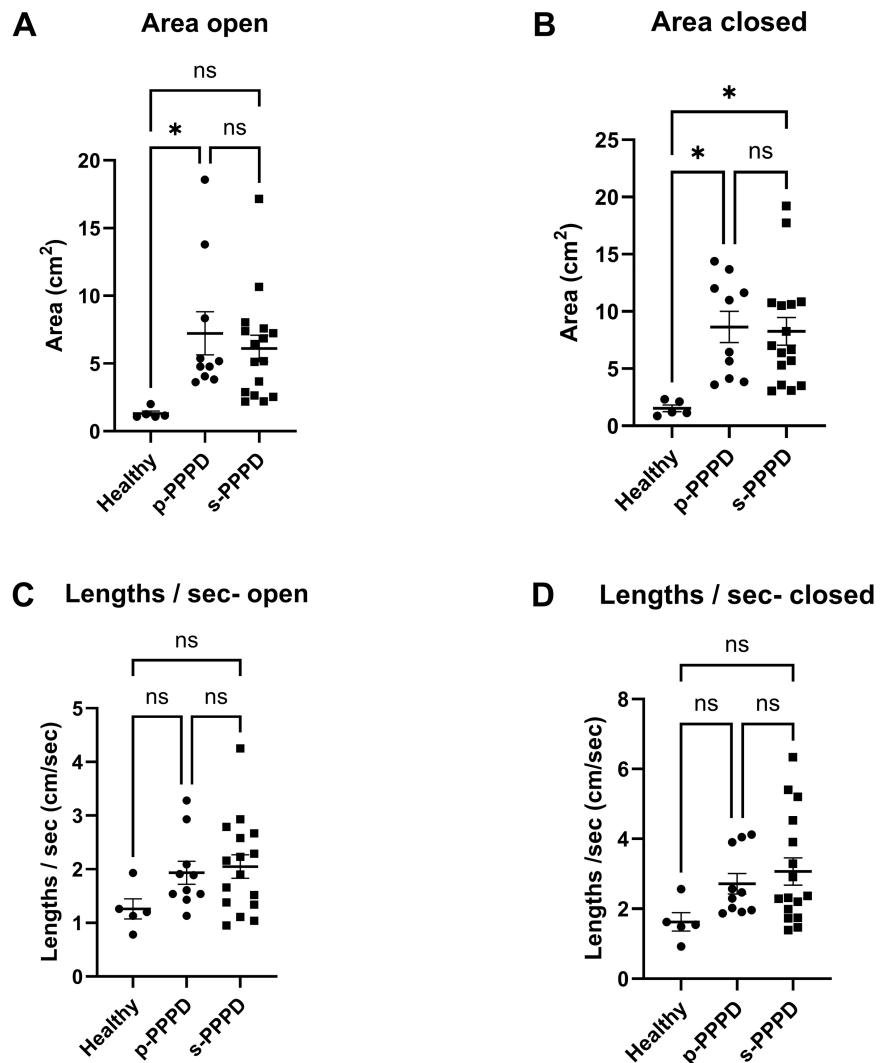 A
Area open
ns
*
ns
20
15
10
5
0
Area (cm²)
Healthy
p-PPPD
s-PPPD
B
Area closed
*
*
ns
25
20
15
10
5
0
Area (cm²)
Healthy
p-PPPD
s-PPPD
C
Lengths / sec- open
ns
ns
ns
5
4
3
2
1
0
Lengths / sec (cm/sec)
Healthy
p-PPPD
s-PPPD
D
Lengths / sec- closed
ns
ns
ns
8
6
4
2
0
Lengths /sec (cm/sec)
Healthy
p-PPPD
s-PPPD